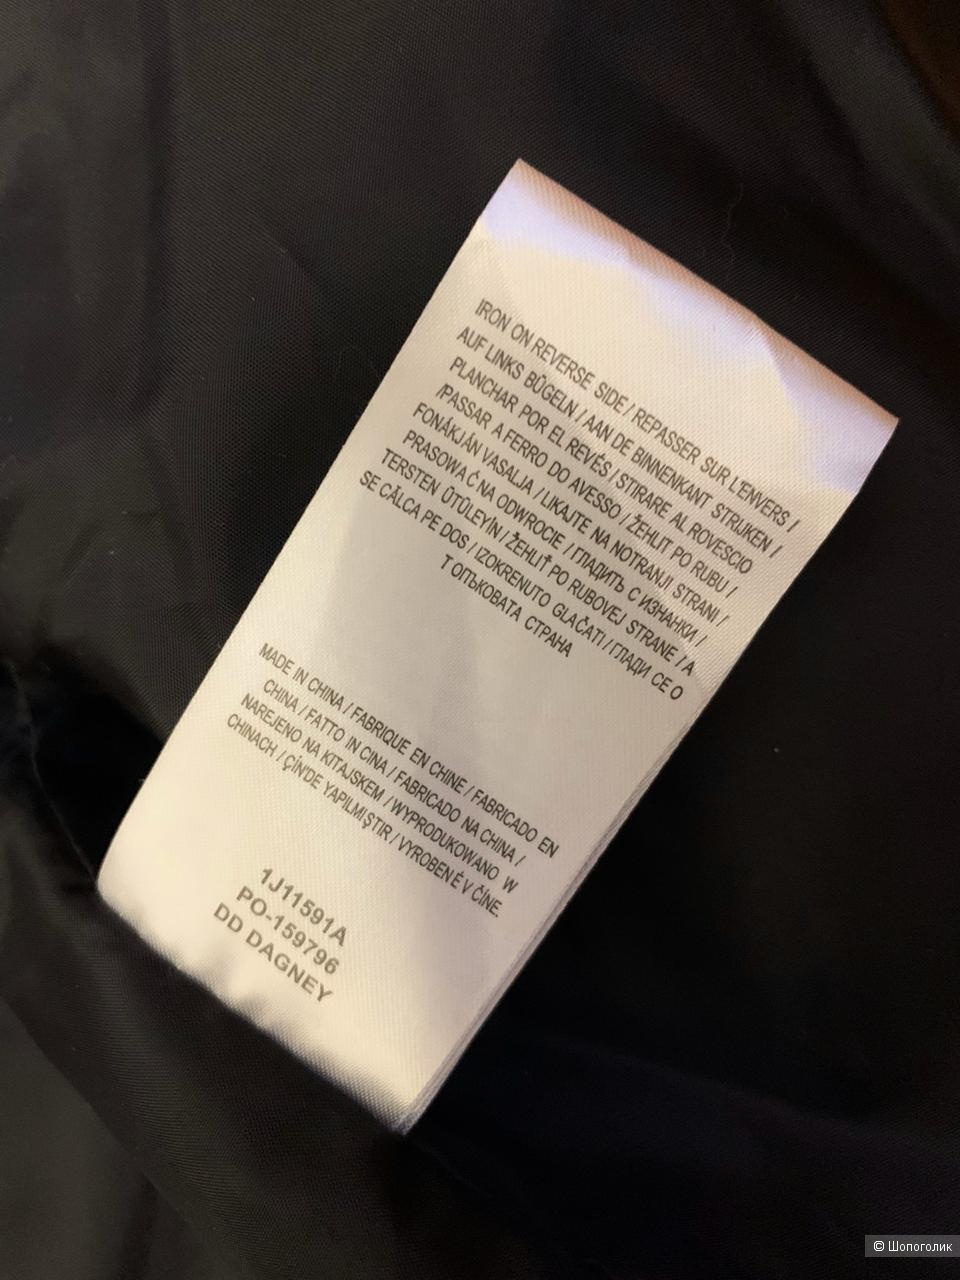 IRON ON REVERSE SIDE / REPASSER SUR L'ENVERS /
AUF LINKS BÜGELN / AAN DE BINNENKANT STRIJKEN /
PLANCHAR POR EL REVÉS / STIRARE AL ROVESCIO
/PASSAR A FERRO DO AVESSO / ŽEHLIT PO RUBU /
FONÁKJÁN VASALJA / LIKAJTE NA NOTRANJI STRANI /
PRASOWAĆ NA ODWROCIE / ГЛАДИТЬ С ИЗНАНКИ /
TERSTEN ÜTÜLEYİN / ŽEHLIŤ PO RUBOVEJ STRANE / A
SE CĂLCA PE DOS / IZOKRENUTO GLAČATI / ГЛАДИ СЕ О
Т ОПЪКОВАТА СТРАНА
MADE IN CHINA / FABRIQUE EN CHINE / FABRICADO EN
CHINA / FATTO IN CINA / FABRICADO NA CHINA /
NAREJENO NA KITAJSKEM / WYPRODUKOWANO W
CHINACH / ÇİN'DE YAPILMIŞTIR / VYROBENÉ V ČÍNE.
1J11591A
PO-159796
DD DAGNEY
© Шопоголик